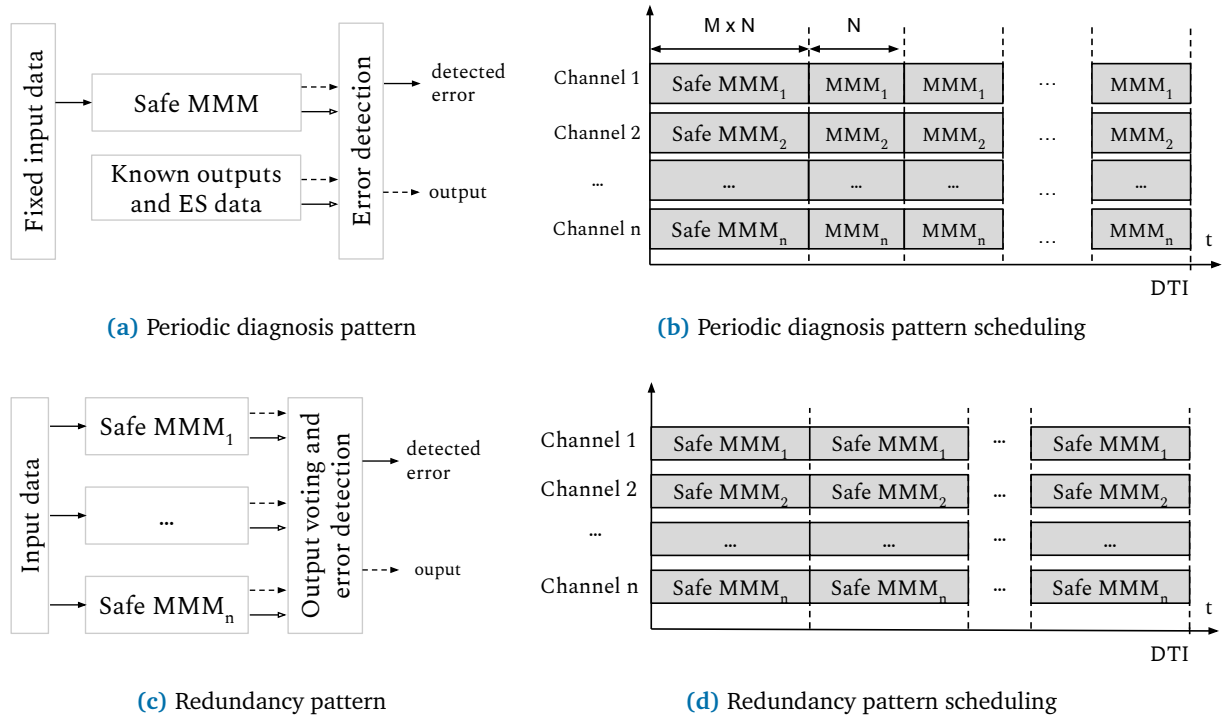 Fixed input data
Safe MMM
Known outputs
and ES data
Error detection
detected
error
output
(a) Periodic diagnosis pattern
M x N
N
Channel 1
Safe MMM1
MMM1
MMM1
...
MMM1
Channel 2
Safe MMM2
MMM2
MMM2
...
MMM2
...
...
...
...
...
...
Channel n
Safe MMMn
MMMn
MMMn
...
MMMn
t
DTI
(b) Periodic diagnosis pattern scheduling
Input data
Safe MMM1
...
Safe MMMn
Output voting and
error detection
detected
error
ouput
(c) Redundancy pattern
Channel 1
Safe MMM1
Safe MMM1
...
Safe MMM1
Channel 2
Safe MMM2
Safe MMM2
...
Safe MMM2
...
...
...
...
...
Channel n
Safe MMMn
Safe MMMn
...
Safe MMMn
t
DTI
(d) Redundancy pattern scheduling